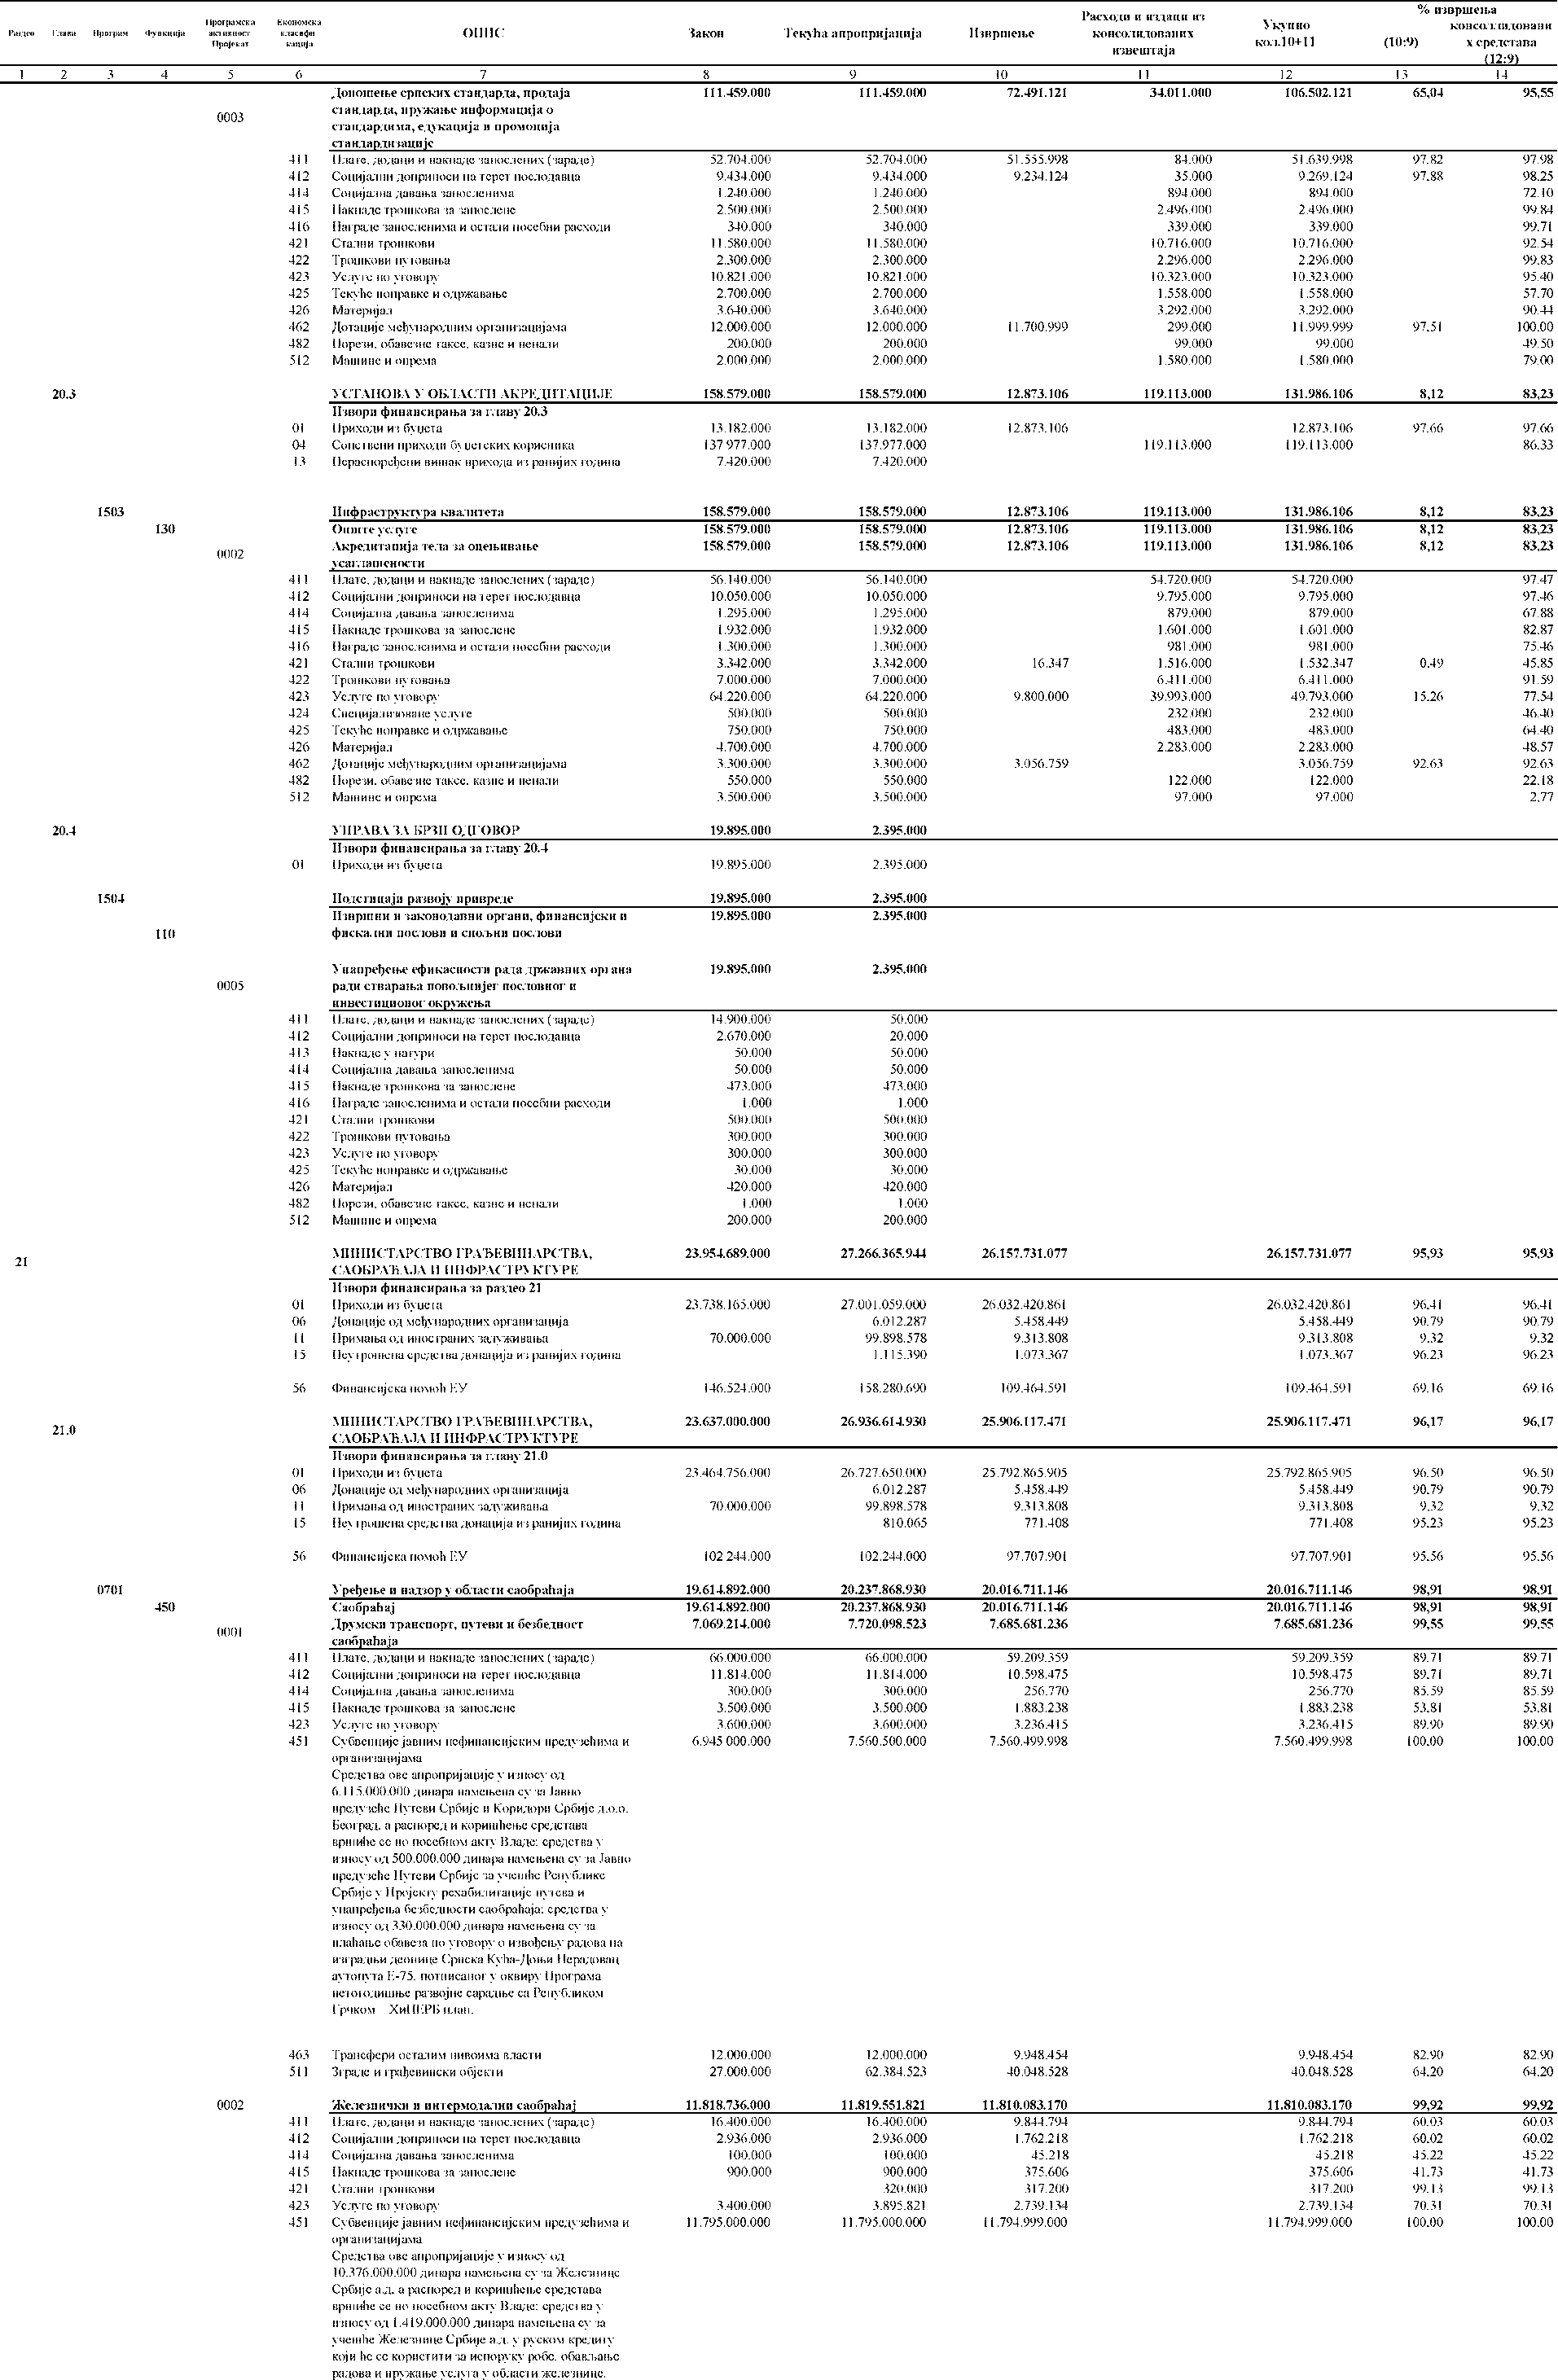 Раздео Глава Програм Функција Програмска активност Пројекат Економска класифи кација ОПИС Закон Текућа апропријација Извршење Расходи и издаци из консолидованих извештаја Укупно кол.10+11 % извршења (10:9) консоллидовани х средстава (12:9)
1 2 3 4 5 6 7 8 9 10 11 12 13 14
0003 Доношење српских стандарда, продаја 111.459.000 111.459.000 72.491.121 34.011.000 106.502.121 65,04 95,55
стандарда, пружање информација о
стандардима, едукација и промоција
стандардизације
411 Плате, додаци и накнаде запослених (зараде) 52.704.000 52.704.000 51.555.998 84.000 51.639.998 97.82 97.98
412 Социјални доприноси на терет послодавца 9.434.000 9.434.000 9.234.124 35.000 9.269.124 97.88 98.25
414 Социјална давања запосленима 1.240.000 1.240.000 894.000 894.000 72.10
415 Накнаде трошкова за запослене 2.500.000 2.500.000 2.496.000 2.496.000 99.84
416 Награде запосленима и остали посебни расходи 340.000 340.000 339.000 339.000 99.71
421 Стални трошкови 11.580.000 11.580.000 10.716.000 10.716.000 92.54
422 Трошкови путовања 2.300.000 2.300.000 2.296.000 2.296.000 99.83
423 Услуге по уговору 10.821.000 10.821.000 10.323.000 10.323.000 95.40
425 Текуће поправке и одржавање 2.700.000 2.700.000 1.558.000 1.558.000 57.70
426 Материјал 3.640.000 3.640.000 3.292.000 3.292.000 90.44
462 Дотације међународним организацијама 12.000.000 12.000.000 11.700.999 299.000 11.999.999 97.51 100.00
482 Порези, обавезне таксе, казне и пенали 200.000 200.000 99.000 99.000 49.50
512 Машине и опрема 2.000.000 2.000.000 1.580.000 1.580.000 79.00
20.3 УСТАНОВА У ОБЛАСТИ АКРЕДИТАЦИЈЕ 158.579.000 158.579.000 12.873.106 119.113.000 131.986.106 8,12 83,23
Извори финансирања за главу 20.3
01 Приходи из буџета 13.182.000 13.182.000 12.873.106 12.873.106 97.66 97.66
04 Сопствени приходи буџетских корисника 137.977.000 137.977.000 119.113.000 119.113.000 86.33
13 Нераспоређени вишак прихода из ранијих година 7.420.000 7.420.000
1503 Инфраструктура квалитета 158.579.000 158.579.000 12.873.106 119.113.000 131.986.106 8,12 83,23
130 Опште услуге 158.579.000 158.579.000 12.873.106 119.113.000 131.986.106 8,12 83,23
0002 Акредитација тела за оцењивање 158.579.000 158.579.000 12.873.106 119.113.000 131.986.106 8,12 83,23
усаглашености
411 Плате, додаци и накнаде запослених (зараде) 56.140.000 56.140.000 54.720.000 54.720.000 97.47
412 Социјални доприноси на терет послодавца 10.050.000 10.050.000 9.795.000 9.795.000 97.46
414 Социјална давања запосленима 1.295.000 1.295.000 879.000 879.000 67.88
415 Накнаде трошкова за запослене 1.932.000 1.932.000 1.601.000 1.601.000 82.87
416 Награде запосленима и остали посебни расходи 1.300.000 1.300.000 981.000 981.000 75.46
421 Стални трошкови 3.342.000 3.342.000 16.347 1.516.000 1.532.347 0.49 45.85
422 Трошкови путовања 7.000.000 7.000.000 6.411.000 6.411.000 91.59
423 Услуге по уговору 64.220.000 64.220.000 9.800.000 39.993.000 49.793.000 15.26 77.54
424 Специјализоване услуге 500.000 500.000 232.000 232.000 46.40
425 Текуће поправке и одржавање 750.000 750.000 483.000 483.000 64.40
426 Материјал 4.700.000 4.700.000 2.283.000 2.283.000 48.57
462 Дотације међународним организацијама 3.300.000 3.300.000 3.056.759 3.056.759 92.63 92.63
482 Порези, обавезне таксе, казне и пенали 550.000 550.000 122.000 122.000 22.18
512 Машине и опрема 3.500.000 3.500.000 97.000 97.000 2.77
20.4 УПРАВА ЗА БРЗИ ОДГОВОР 19.895.000 2.395.000
Извори финансирања за главу 20.4
01 Приходи из буџета 19.895.000 2.395.000
1504 Подстицаји развоју привреде 19.895.000 2.395.000
Извршни и законодавни органи, финансијски и 19.895.000 2.395.000
110 фискални послови и спољни послови
Унапређење ефикасности рада државних органа 19.895.000 2.395.000
0005 ради стварања повољнијег пословног и
инвестиционог окружења
411 Плате, додаци и накнаде запослених (зараде) 14.900.000 50.000
412 Социјални доприноси на терет послодавца 2.670.000 20.000
413 Накнаде у натури 50.000 50.000
414 Социјална давања запосленима 50.000 50.000
415 Накнаде трошкова за запослене 473.000 473.000
416 Награде запосленима и остали посебни расходи 1.000 1.000
421 Стални трошкови 500.000 500.000
422 Трошкови путовања 300.000 300.000
423 Услуге по уговору 300.000 300.000
425 Текуће поправке и одржавање 30.000 30.000
426 Материјал 420.000 420.000
482 Порези, обавезне таксе, казне и пенали 1.000 1.000
512 Машине и опрема 200.000 200.000
21 МИНИСТАРСТВО ГРАЂЕВИНАРСТВА, 23.954.689.000 27.266.365.944 26.157.731.077 26.157.731.077 95,93 95,93
САОБРАЋАЈА И ИНФРАСТРУКТУРЕ
Извори финансирања за раздео 21
01 Приходи из буџета 23.738.165.000 27.001.059.000 26.032.420.861 26.032.420.861 96.41 96.41
06 Донације од међународних организација 6.012.287 5.458.449 5.458.449 90.79 90.79
11 Примања од иностраних задуживања 70.000.000 99.898.578 9.313.808 9.313.808 9.32 9.32
15 Неутрошена средства донација из ранијих година 1.115.390 1.073.367 1.073.367 96.23 96.23
56 Финансијска помоћ ЕУ 146.524.000 158.280.690 109.464.591 109.464.591 69.16 69.16
21.0 МИНИСТАРСТВО ГРАЂЕВИНАРСТВА, 23.637.000.000 26.936.614.930 25.906.117.471 25.906.117.471 96,17 96,17
САОБРАЋАЈА И ИНФРАСТРУКТУРЕ
Извори финансирања за главу 21.0
01 Приходи из буџета 23.464.756.000 26.727.650.000 25.792.865.905 25.792.865.905 96.50 96.50
06 Донације од међународних организација 6.012.287 5.458.449 5.458.449 90.79 90.79
11 Примања од иностраних задуживања 70.000.000 99.898.578 9.313.808 9.313.808 9.32 9.32
15 Неутрошена средства донација из ранијих година 810.065 771.408 771.408 95.23 95.23
56 Финансијска помоћ ЕУ 102.244.000 102.244.000 97.707.901 97.707.901 95.56 95.56
0701 Уређење и надзор у области саобраћаја 19.614.892.000 20.237.868.930 20.016.711.146 20.016.711.146 98,91 98,91
450 Саобраћај 19.614.892.000 20.237.868.930 20.016.711.146 20.016.711.146 98,91 98,91
0001 Друмски транспорт, путеви и безбедност 7.069.214.000 7.720.098.523 7.685.681.236 7.685.681.236 99,55 99,55
саобраћаја
411 Плате, додаци и накнаде запослених (зараде) 66.000.000 66.000.000 59.209.359 59.209.359 89.71 89.71
412 Социјални доприноси на терет послодавца 11.814.000 11.814.000 10.598.475 10.598.475 89.71 89.71
414 Социјална давања запосленима 300.000 300.000 256.770 256.770 85.59 85.59
415 Накнаде трошкова за запослене 3.500.000 3.500.000 1.883.238 1.883.238 53.81 53.81
423 Услуге по уговору 3.600.000 3.600.000 3.236.415 3.236.415 89.90 89.90
451 Субвенције јавним нефинансијским предузећима и 6.945.000.000 7.560.500.000 7.560.499.998 7.560.499.998 100.00 100.00
организацијама
Средства ове апропријације у износу од
6.115.000.000 динара намењена су за Јавно
предузеће Путеви Србије и Коридори Србије д.о.о.
Београд, а распоред и коришћење средстава
вршиће се по посебном акту Владе; средства у
износу од 500.000.000 динара намењена су за Јавно
предузеће Путеви Србије за учешће Републике
Србије у Пројекту рехабилитације путева и
унапређења безбедности саобраћаја; средства у
износу од 330.000.000 динара намењена су за
плаћање обавеза по уговору о извођењу радова на
изградњи деонице Српска Кућа-Доњи Нерадовац
аутопута Е-75, потписаног у оквиру Програма
петогодишње развојне сарадње са Републиком
Грчком – ХиПЕРБ план.
463 Трансфери осталим нивоима власти 12.000.000 12.000.000 9.948.454 9.948.454 82.90 82.90
511 Зграде и грађевински објекти 27.000.000 62.384.523 40.048.528 40.048.528 64.20 64.20
0002 Железнички и интермодални саобраћај 11.818.736.000 11.819.551.821 11.810.083.170 11.810.083.170 99,92 99,92
411 Плате, додаци и накнаде запослених (зараде) 16.400.000 16.400.000 9.844.794 9.844.794 60.03 60.03
412 Социјални доприноси на терет послодавца 2.936.000 2.936.000 1.762.218 1.762.218 60.02 60.02
414 Социјална давања запосленима 100.000 100.000 45.218 45.218 45.22 45.22
415 Накнаде трошкова за запослене 900.000 900.000 375.606 375.606 41.73 41.73
421 Стални трошкови 320.000 317.200 317.200 99.13 99.13
423 Услуге по уговору 3.400.000 3.895.821 2.739.134 2.739.134 70.31 70.31
451 Субвенције јавним нефинансијским предузећима и 11.795.000.000 11.795.000.000 11.794.999.000 11.794.999.000 100.00 100.00
организацијама
Средства ове апропријације у износу од
10.376.000.000 динара намењена су за Железнице
Србије а.д. а распоред и коришћење средстава
вршиће се по посебном акту Владе; средства у
износу од 1.419.000.000 динара намењена су за
учешће Железнице Србије а.д. у руском кредиту
који ће се користити за испоруку робе, обављање
радова и пружање услуга у области железнице.